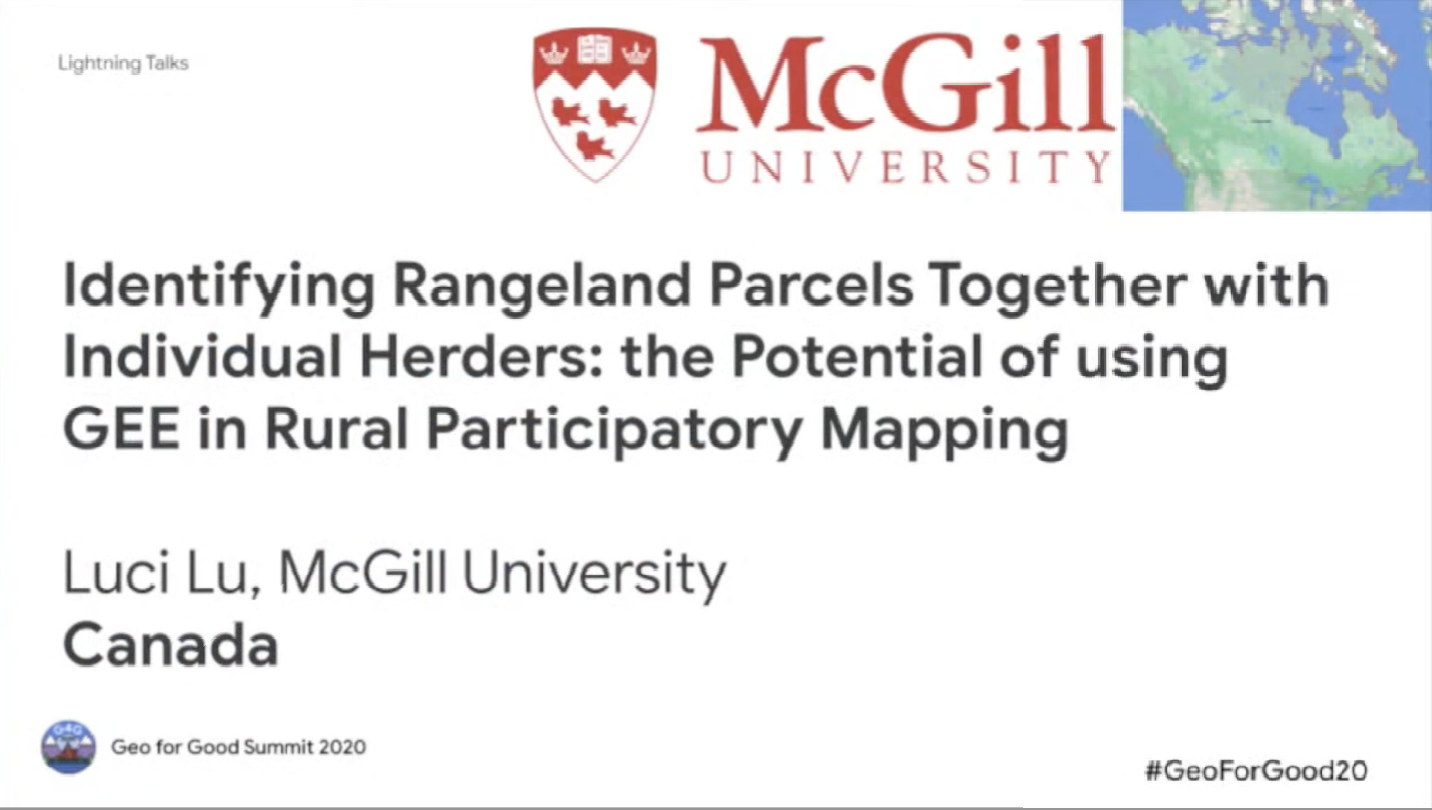 Lightning Talks
McGill
UNIVERSITY
Identifying Rangeland Parcels Together with
Individual Herders: the Potential of using
GEE in Rural Participatory Mapping
Luci Lu, McGill University
Canada
G4G
Geo for Good Summit 2020
#GeoForGood20